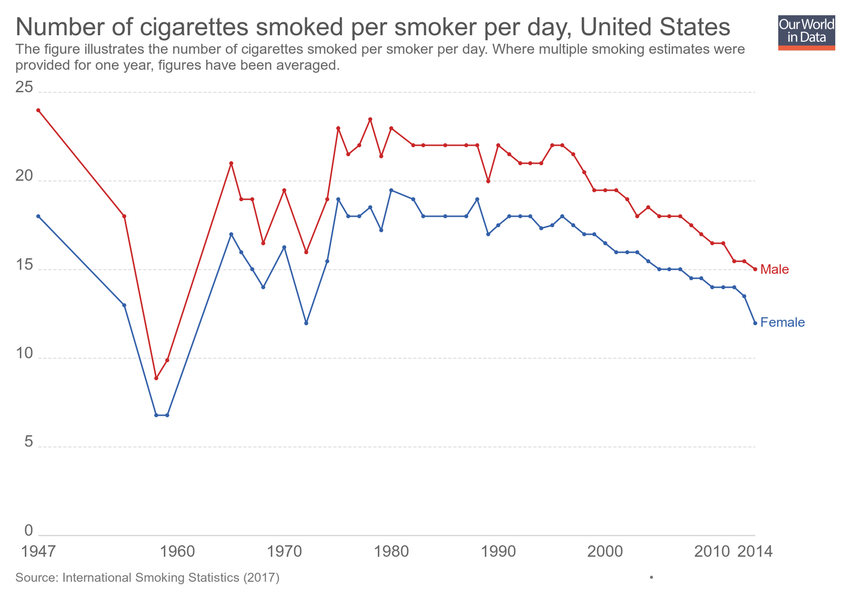 Number of cigarettes smoked per smoker per day, United States
Our World
in Data
The figure illustrates the number of cigarettes smoked per smoker per day. Where multiple smoking estimates were
provided for one year, figures have been averaged.
25
20
15
10
5
0
Male
Female
1947 1960 1970 1980 1990 2000 2010 2014
Source: International Smoking Statistics (2017)